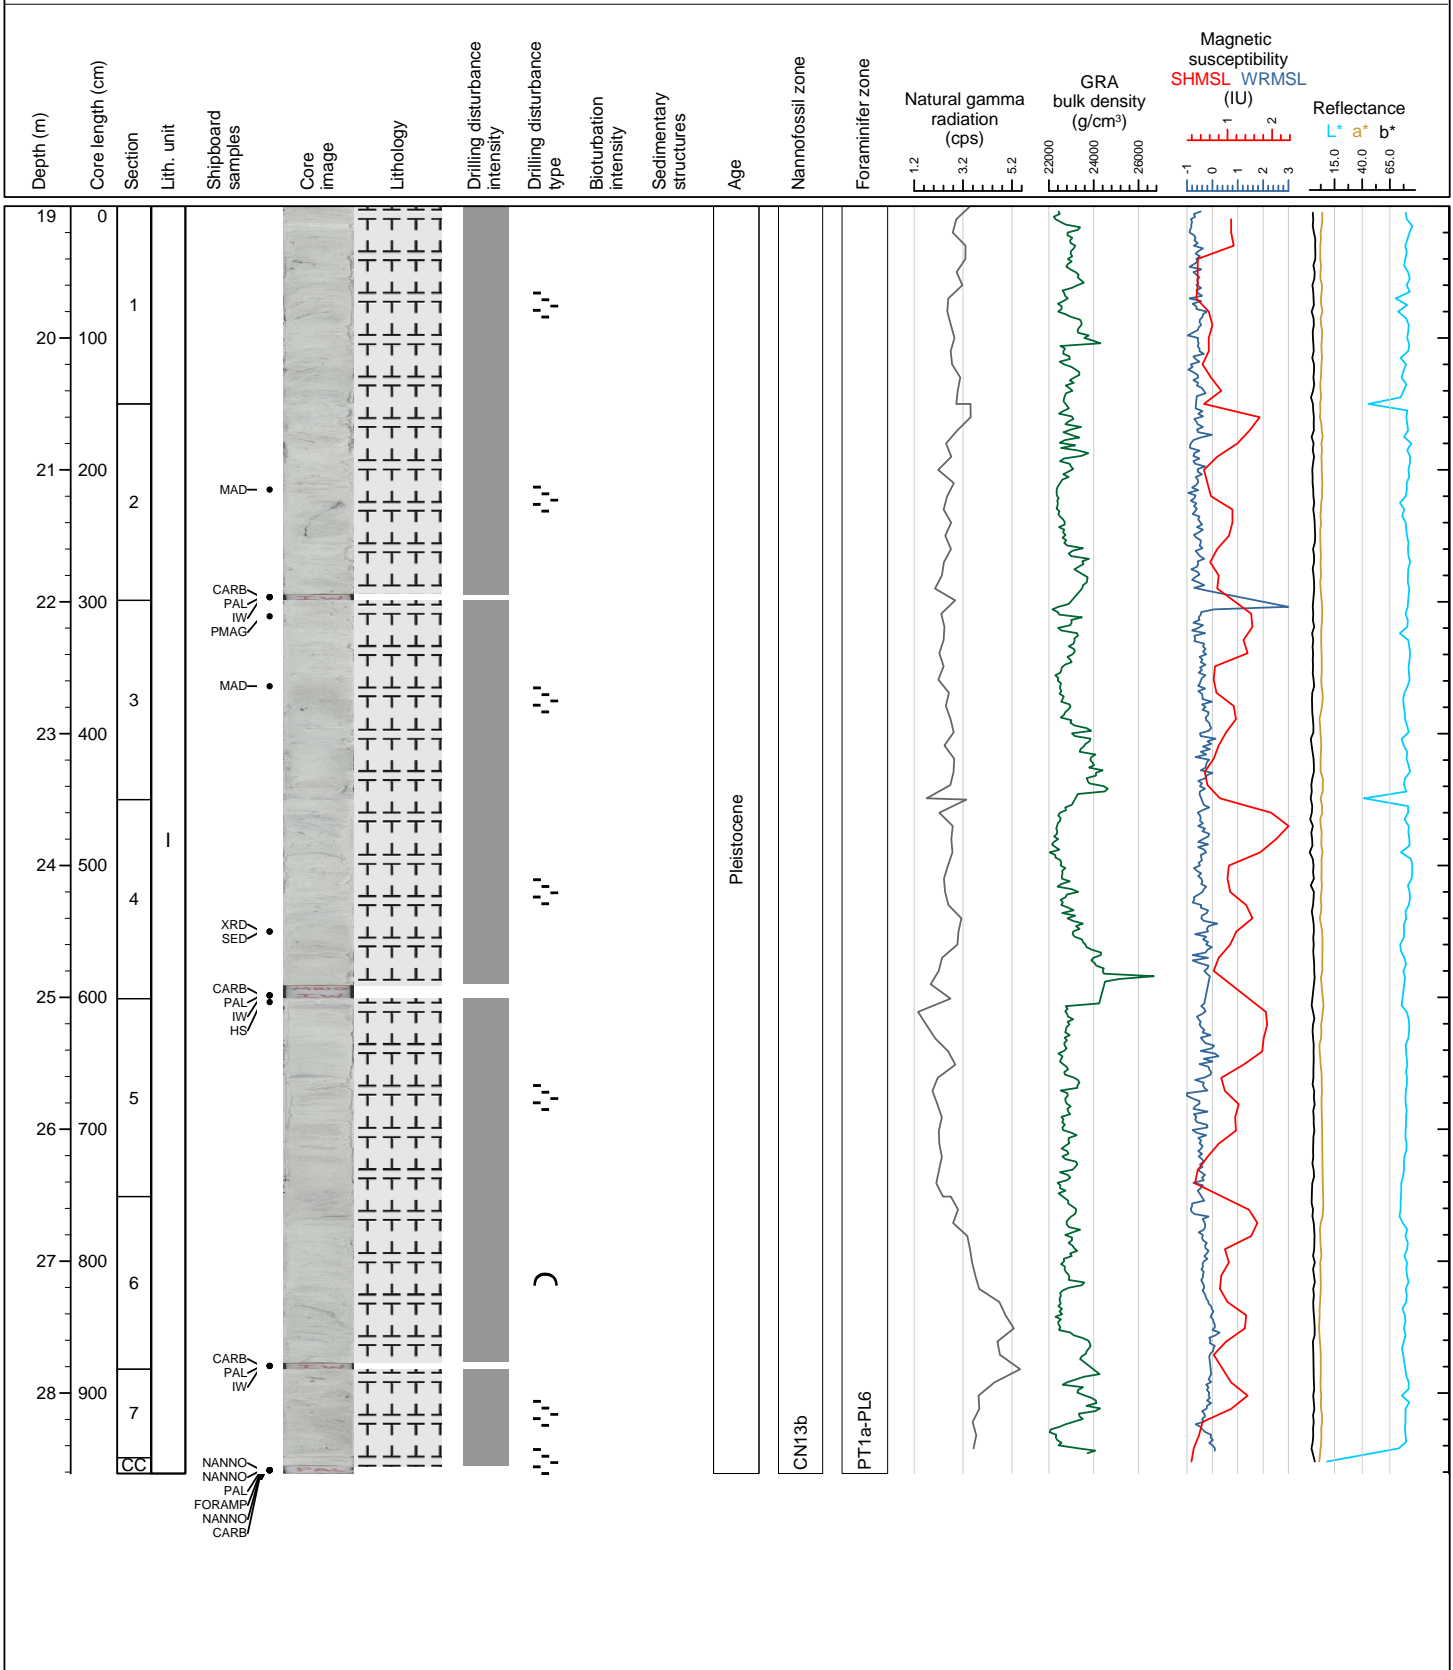 Depth (m)
Core length (cm)
Section
Lith. unit
Shipboard
samples
Core
image
Lithology
Drilling disturbance
intensity
Drilling disturbance
type
Bioturbation
intensity
Sedimentary
structures
Age
Nannofossil zone
Foraminifer zone
Natural gamma
radiation
(cps)
1.2 3.2 5.2
GRA
bulk density
(g/cm³)
22000 24000 26000
Magnetic
susceptibility
SHMSL WRMSL
(IU)
1 2
-1 0 1 2 3
Reflectance
L* a* b*
15.0 40.0 65.0
19 0
1
20 100
21 200
MAD
2
CARB
PAL
22 300
IW
PMAG
MAD
3
23 400
I
24 500
Pleistocene
4
XRD
SED
CARB
25 600
PAL
IW
HS
5
26 700
27 800
6
CARB
PAL
IW
28 900
7
CN13b
PT1a-PL6
CC
NANNO
NANNO
PAL
FORAMP
NANNO
CARB